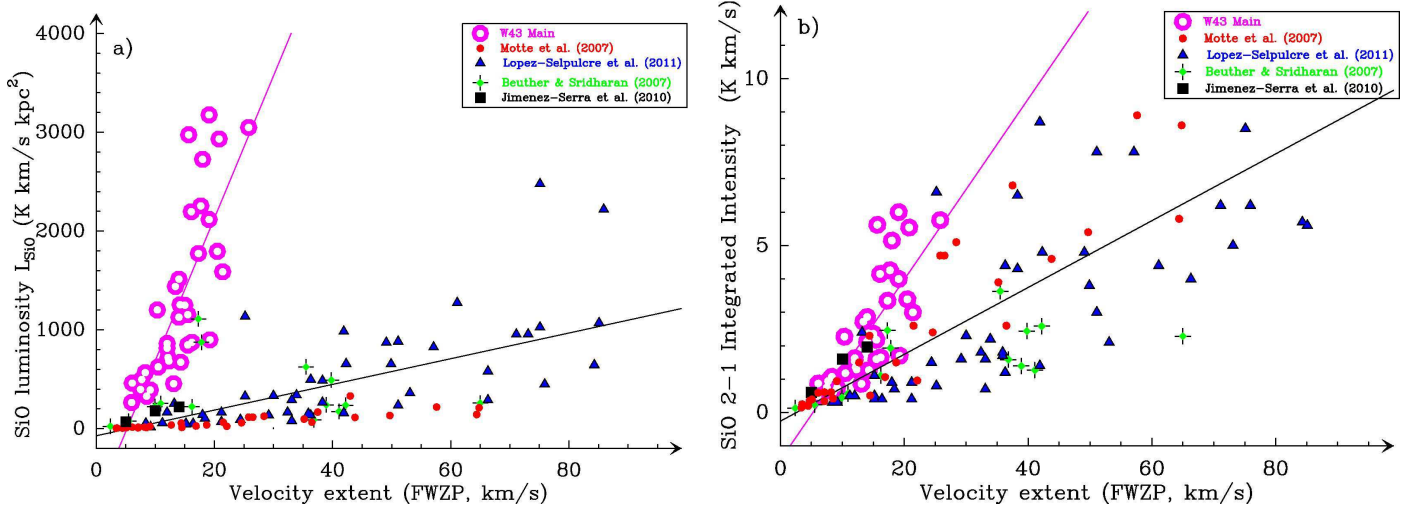 a)
SiO luminosity L_SiO (K km/s kpc²)
4000
3000
2000
1000
0
W43 Main
Motte et al. (2007)
Lopez-Selpulcre et al. (2011)
Beuther & Sridharan (2007)
Jimenez-Serra et al. (2010)
0 20 40 60 80
Velocity extent (FWZP, km/s)
b)
SiO 2-1 Integrated Intensity (K km/s)
10
5
0
W43 Main
Motte et al. (2007)
Lopez-Selpulcre et al. (2011)
Beuther & Sridharan (2007)
Jimenez-Serra et al. (2010)
0 20 40 60 80
Velocity extent (FWZP, km/s)